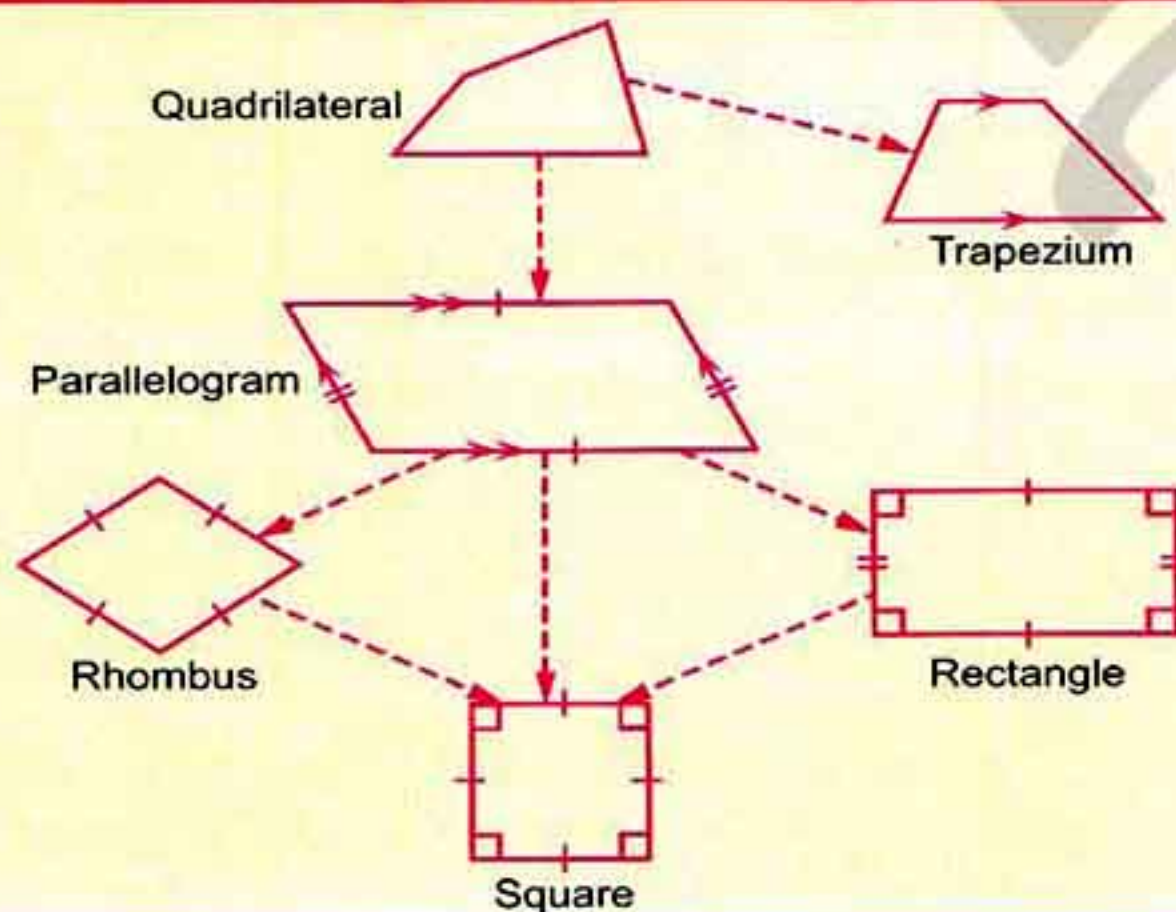 Quadrilateral
Trapezium
Parallelogram
Rhombus
Rectangle
Square